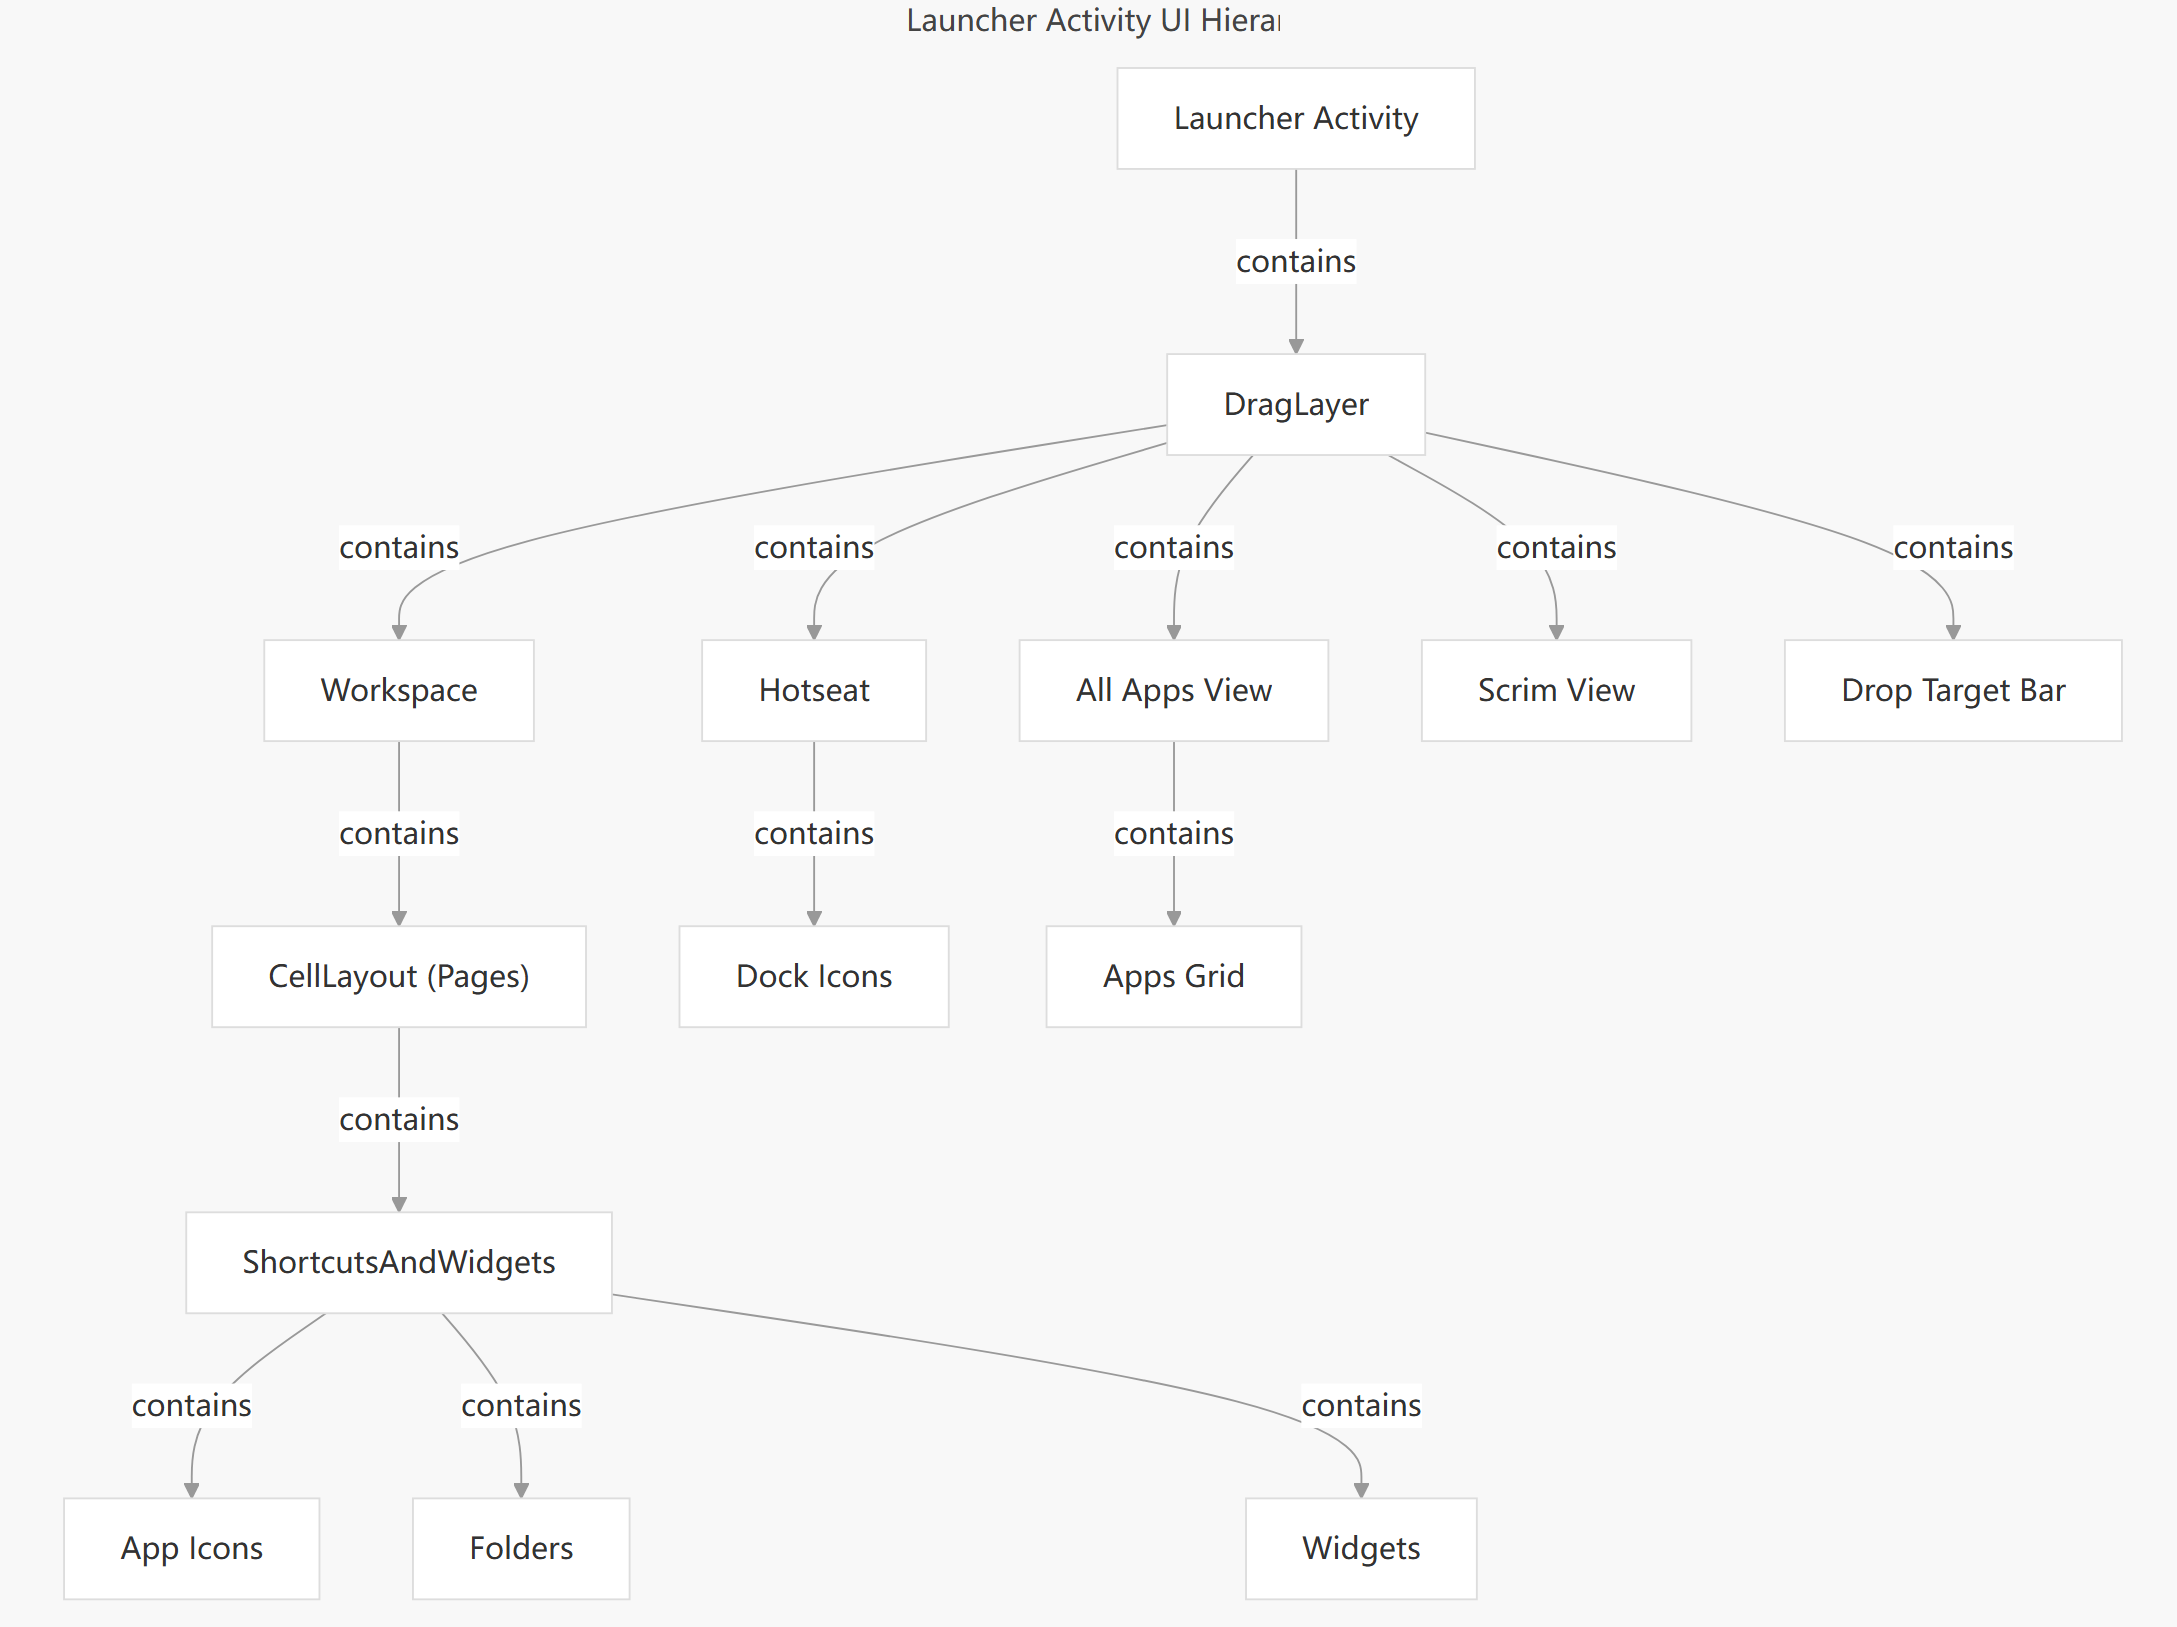 Launcher Activity UI
Launcher Activity
contains
DragLayer
contains
contains
contains
contains
contains
Workspace
Hotseat
All Apps View
Scrim View
Drop Target Bar
contains
contains
contains
CellLayout (Pages)
Dock Icons
Apps Grid
contains
ShortcutsAndWidgets
contains
contains
contains
App Icons
Folders
Widgets